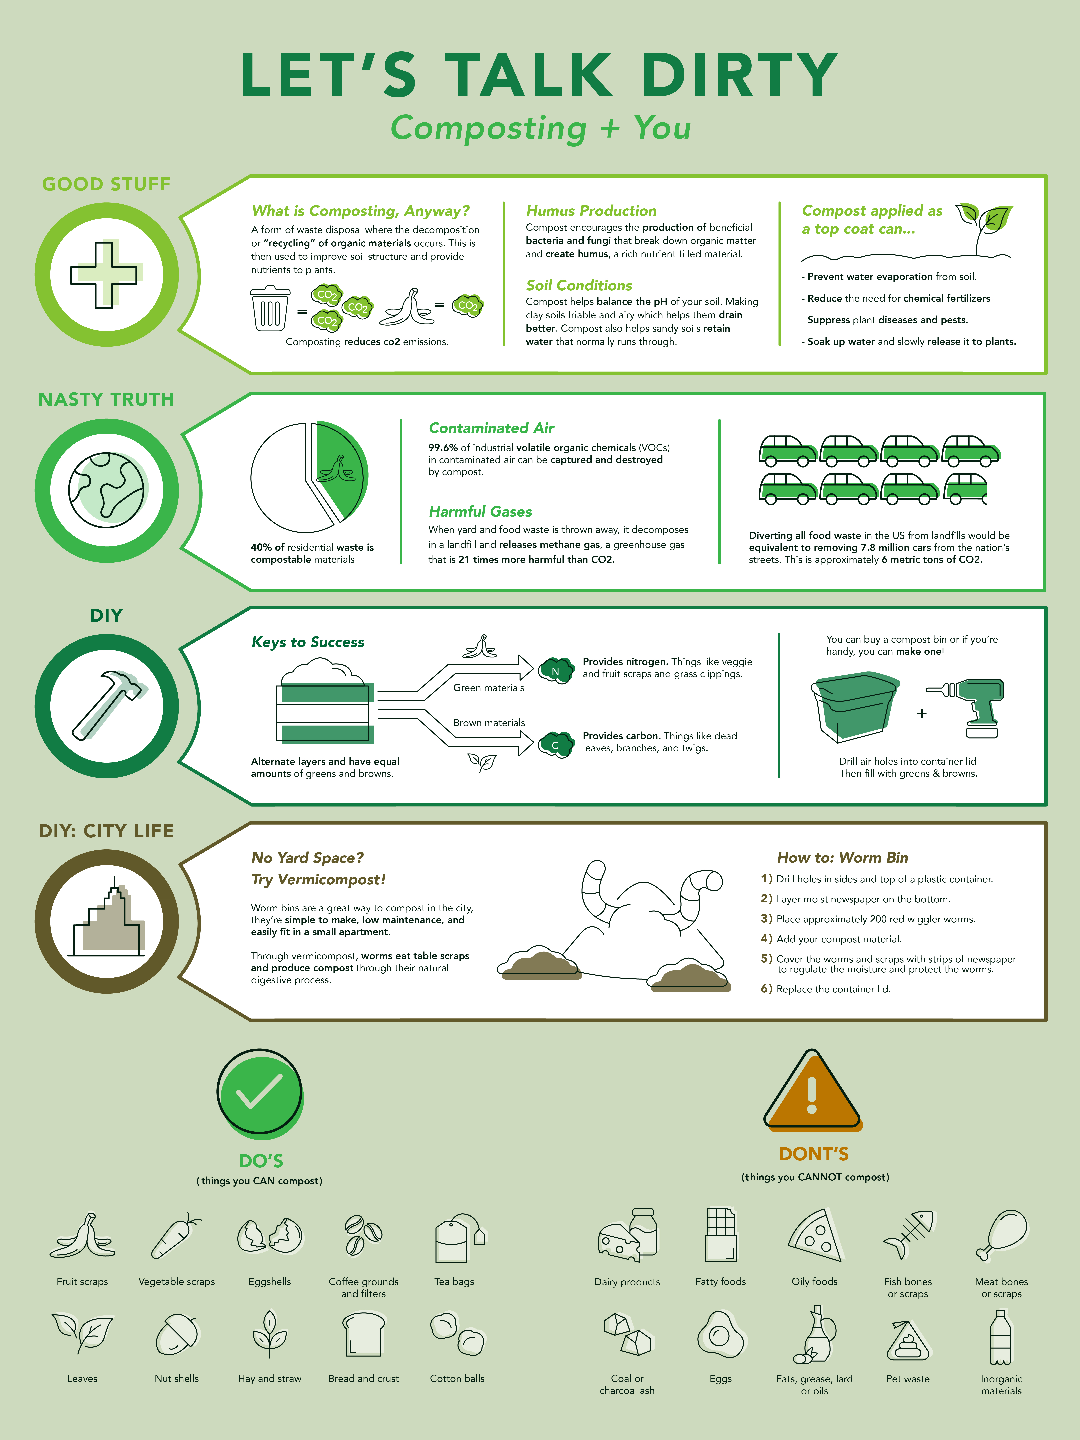 LET'S TALK DIRTY
Composting + You
GOOD STUFF
What is Composting, Anyway?
A form of waste disposal where the decomposition
or "recycling" of organic materials occurs. This is
then used to improve soil structure and provide
nutrients to plants.
CO2
CO2
CO2
CO2
=
=
Composting reduces co2 emissions.
Humus Production
Compost encourages the production of beneficial
bacteria and fungi that break down organic matter
and create humus, a rich nutrient filled material.
Soil Conditions
Compost helps balance the pH of your soil. Making
clay soils friable and airy which helps them drain
better. Compost also helps sandy soils retain
water that normally runs through.
Compost applied as
a top coat can...
- Prevent water evaporation from soil.
- Reduce the need for chemical fertilizers
Suppress plant diseases and pests.
- Soak up water and slowly release it to plants.
NASTY TRUTH
40% of residential waste is
compostable materials
Contaminated Air
99.6% of industrial volatile organic chemicals (VOCs)
in contaminated air can be captured and destroyed
by compost.
Harmful Gases
When yard and food waste is thrown away, it decomposes
in a landfill and releases methane gas, a greenhouse gas
that is 21 times more harmful than CO2.
Diverting all food waste in the US from landfills would be
equivalent to removing 7.8 million cars from the nation's
streets. This is approximately 6 metric tons of CO2.
DIY
Keys to Success
Alternate layers and have equal
amounts of greens and browns.
Green materials
N
Provides nitrogen. Things like veggie
and fruit scraps and grass clippings.
Brown materials
C
Provides carbon. Things like dead
leaves, branches, and twigs.
You can buy a compost bin or if you're
handy, you can make one!
+
Drill air holes into container lid
Then fill with greens & browns.
DIY: CITY LIFE
No Yard Space?
Try Vermicompost!
Worm bins are a great way to compost in the city,
they're simple to make, low maintenance, and
easily fit in a small apartment.
Through vermicompost, worms eat table scraps
and produce compost through their natural
digestive process.
How to: Worm Bin
1) Drill holes in sides and top of a plastic container.
2) Layer moist newspaper on the bottom.
3) Place approximately 200 red wiggler worms.
4) Add your compost material.
5) Cover the worms and scraps with strips of newspaper
to regulate the moisture and protect the worms.
6) Replace the container lid.
DO'S
(things you CAN compost)
Fruit scraps
Vegetable scraps
Eggshells
Coffee grounds
and filters
Tea bags
Leaves
Nut shells
Hay and straw
Bread and crust
Cotton balls
DONT'S
(things you CANNOT compost)
Dairy products
Fatty foods
Oily foods
Fish bones
or scraps
Meat bones
or scraps
Coal or
charcoal ash
Eggs
Fats, grease, lard
or oils
Pet waste
Inorganic
materials